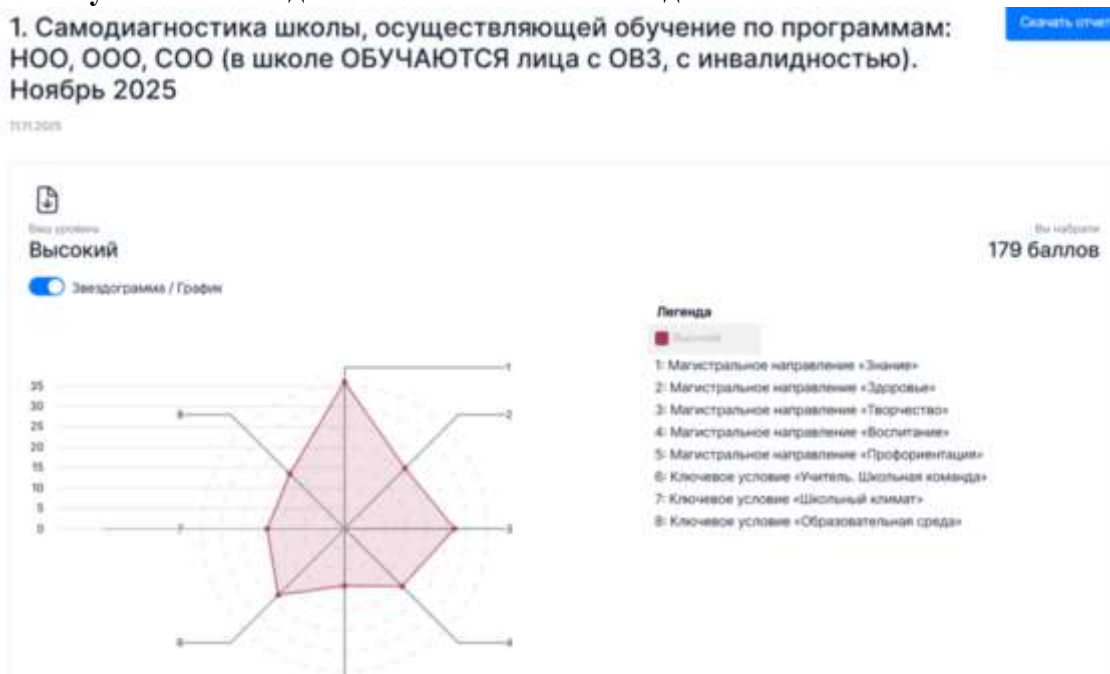 1. Самодиагностика школы, осуществляющей обучение по программам:
НОО, ООО, СОО (в школе ОБУЧАЮТСЯ лица с ОВЗ, с инвалидностью).
Ноябрь 2025
Скачать отчет
11.11.2025
Ваш уровень
Высокий
Вы набрали
179 баллов
Звездограмма / График
Легенда
Высокий
1: Магистральное направление «Знание»
2: Магистральное направление «Здоровье»
3: Магистральное направление «Творчество»
4: Магистральное направление «Воспитание»
5: Магистральное направление «Профориентация»
6: Ключевое условие «Учитель. Школьная команда»
7: Ключевое условие «Школьный климат»
8: Ключевое условие «Образовательная среда»
35
30
25
20
15
10
5
0
1
8
2
7
3
6
4